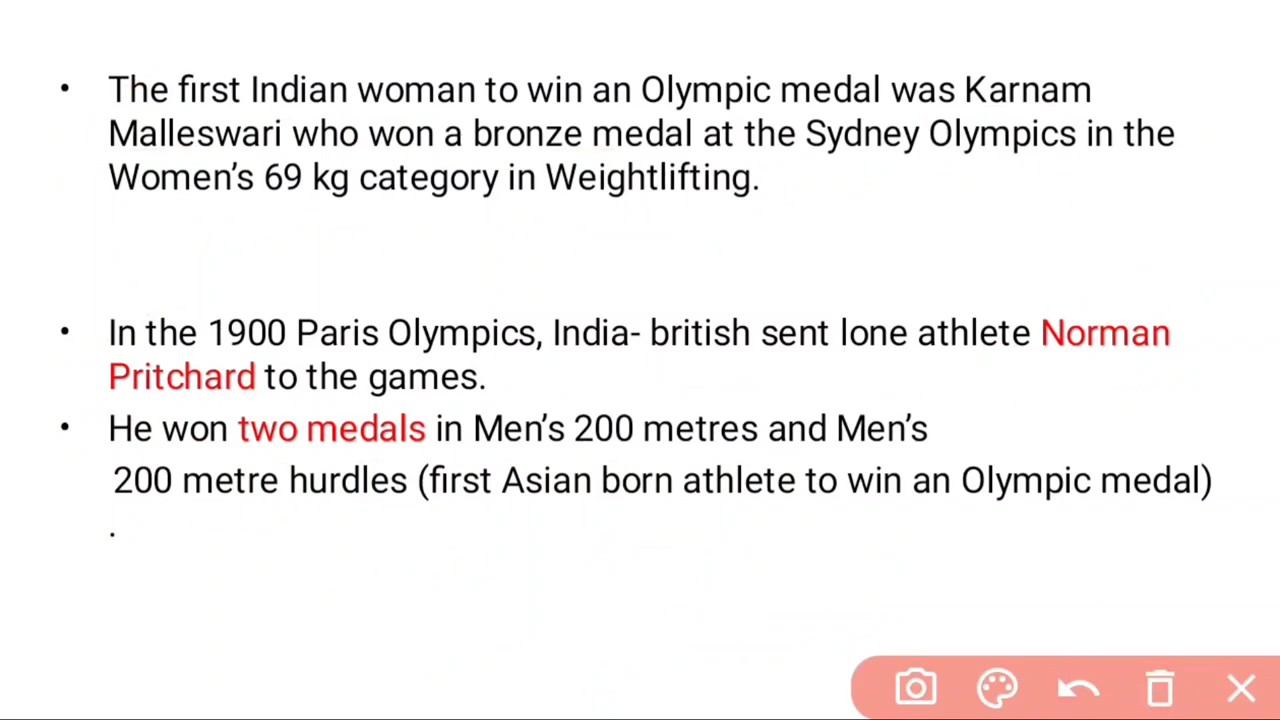 • The first Indian woman to win an Olympic medal was Karnam
Malleswari who won a bronze medal at the Sydney Olympics in the
Women’s 69 kg category in Weightlifting.
• In the 1900 Paris Olympics, India- british sent lone athlete Norman
Pritchard to the games.
• He won two medals in Men’s 200 metres and Men’s
200 metre hurdles (first Asian born athlete to win an Olympic medal)
.